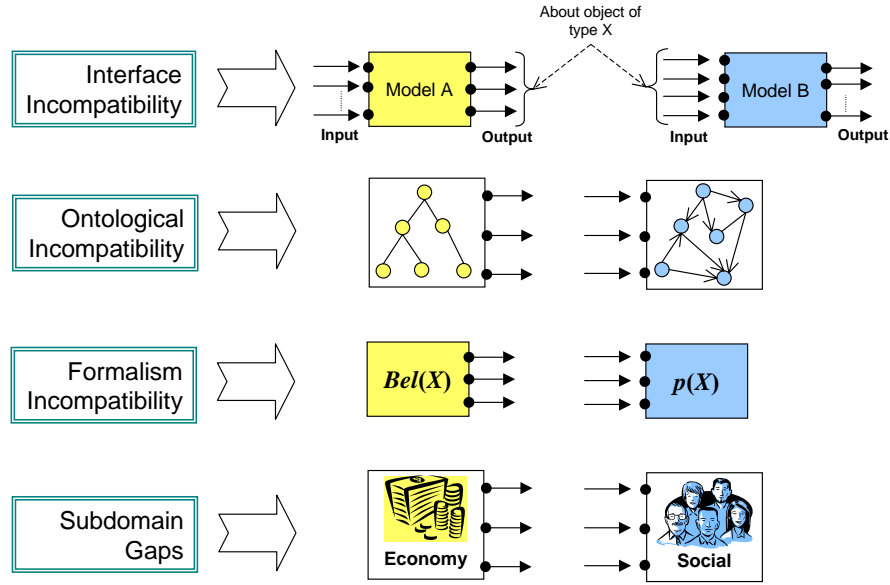 About object of
type X
Interface
Incompatibility
Model A
Model B
Input
Output
Input
Output
Ontological
Incompatibility
Formalism
Incompatibility
Bel(X)
p(X)
Subdomain
Gaps
Economy
Social